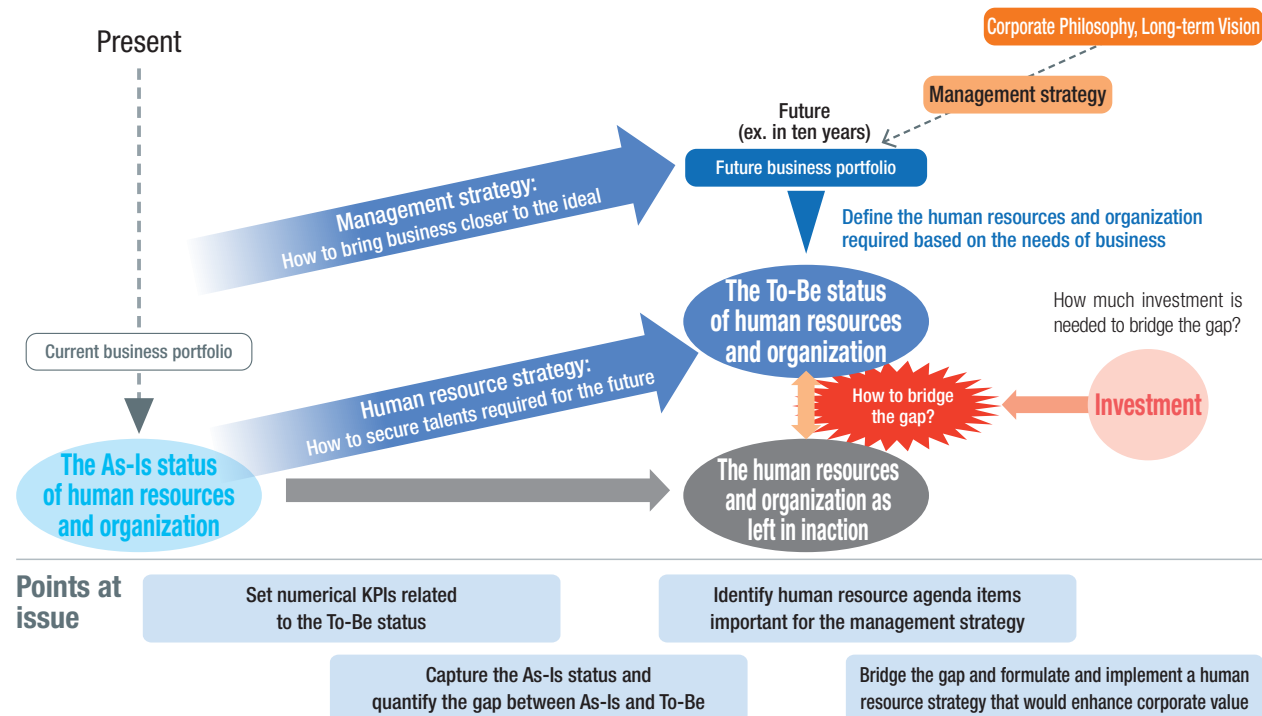 Present
Corporate Philosophy, Long-term Vision
Management strategy
Future
(ex. in ten years)
Future business portfolio
Management strategy:
How to bring business closer to the ideal
Define the human resources and organization
required based on the needs of business
The To-Be status
of human resources
and organization
How much investment is
needed to bridge the gap?
Current business portfolio
Human resource strategy:
How to secure talents required for the future
How to bridge
the gap?
Investment
The As-Is status
of human resources
and organization
The human resources
and organization as
left in inaction
Points at
issue
Set numerical KPIs related
to the To-Be status
Identify human resource agenda items
important for the management strategy
Capture the As-Is status and
quantify the gap between As-Is and To-Be
Bridge the gap and formulate and implement a human
resource strategy that would enhance corporate value